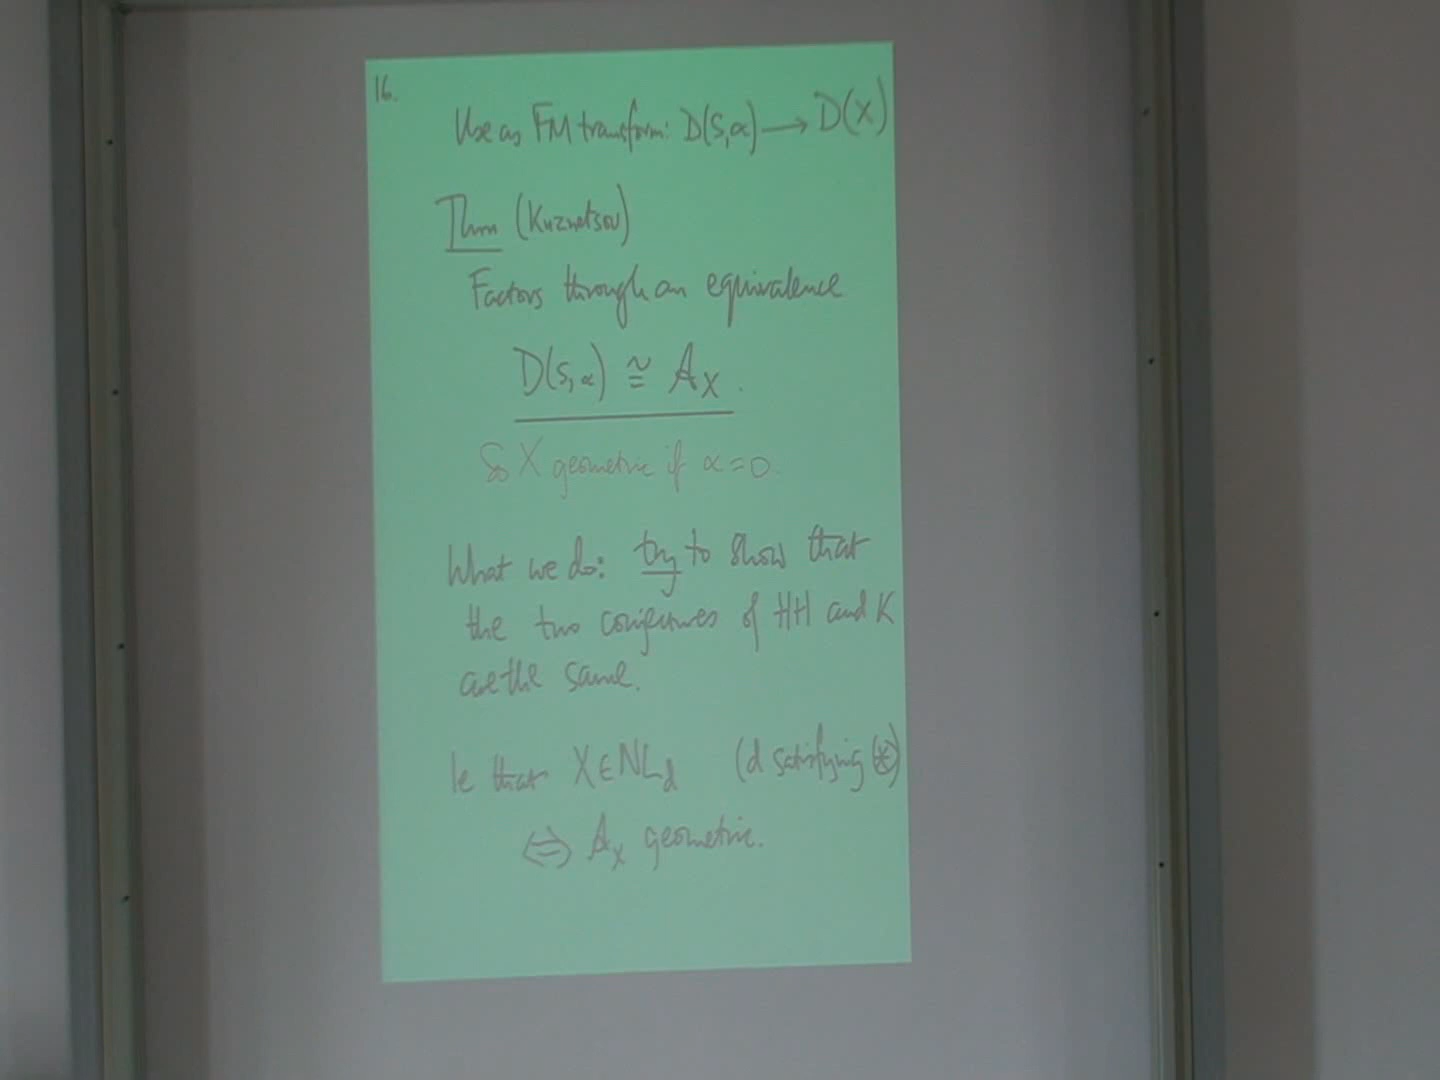 16.
Use as FM transform: D(S,α) → D(X)
Thm (Kuznetsov)
Factors through an equivalence
D(S,α) ≅ A_X.
So X geometric if α=0.
What we do: try to show that
the two conjectures of HH and K
are the same.
Ie that X∈NL_d (d satisfying (*))
⇔ A_X geometric.